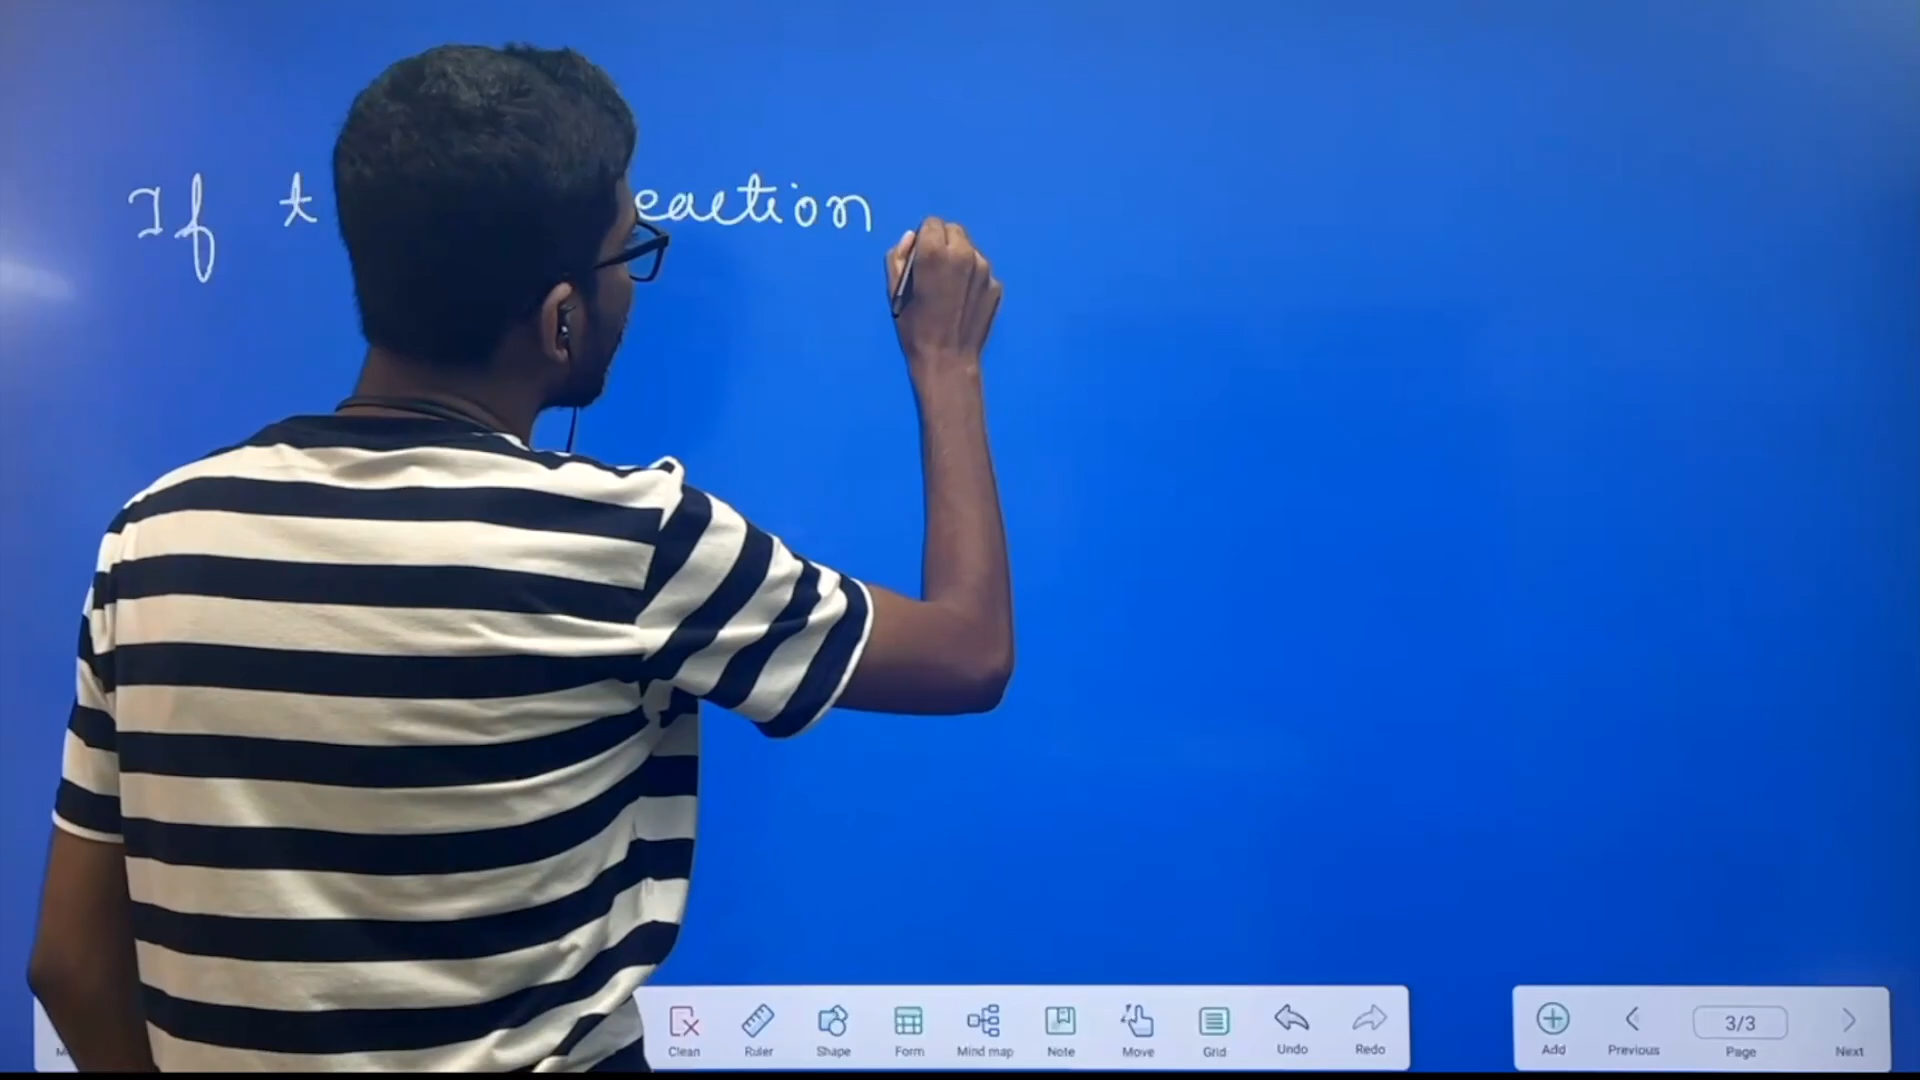 If t eaction
Clean Ruler Shape Form Mind map Note Move Grid Undo Redo Add Previous 3/3 Page Next